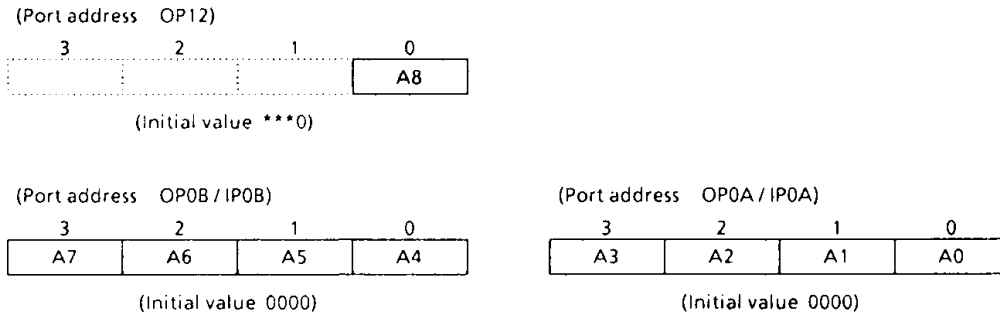 (Port address OP12)
3 2 1 0
A8
(Initial value ***0)
(Port address OP0B / IP0B)
3 2 1 0
A7 A6 A5 A4
(Initial value 0000)
(Port address OP0A / IP0A)
3 2 1 0
A3 A2 A1 A0
(Initial value 0000)